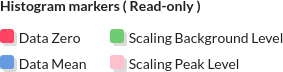 Histogram markers ( Read-only )
Data Zero Scaling Background Level
Data Mean Scaling Peak Level